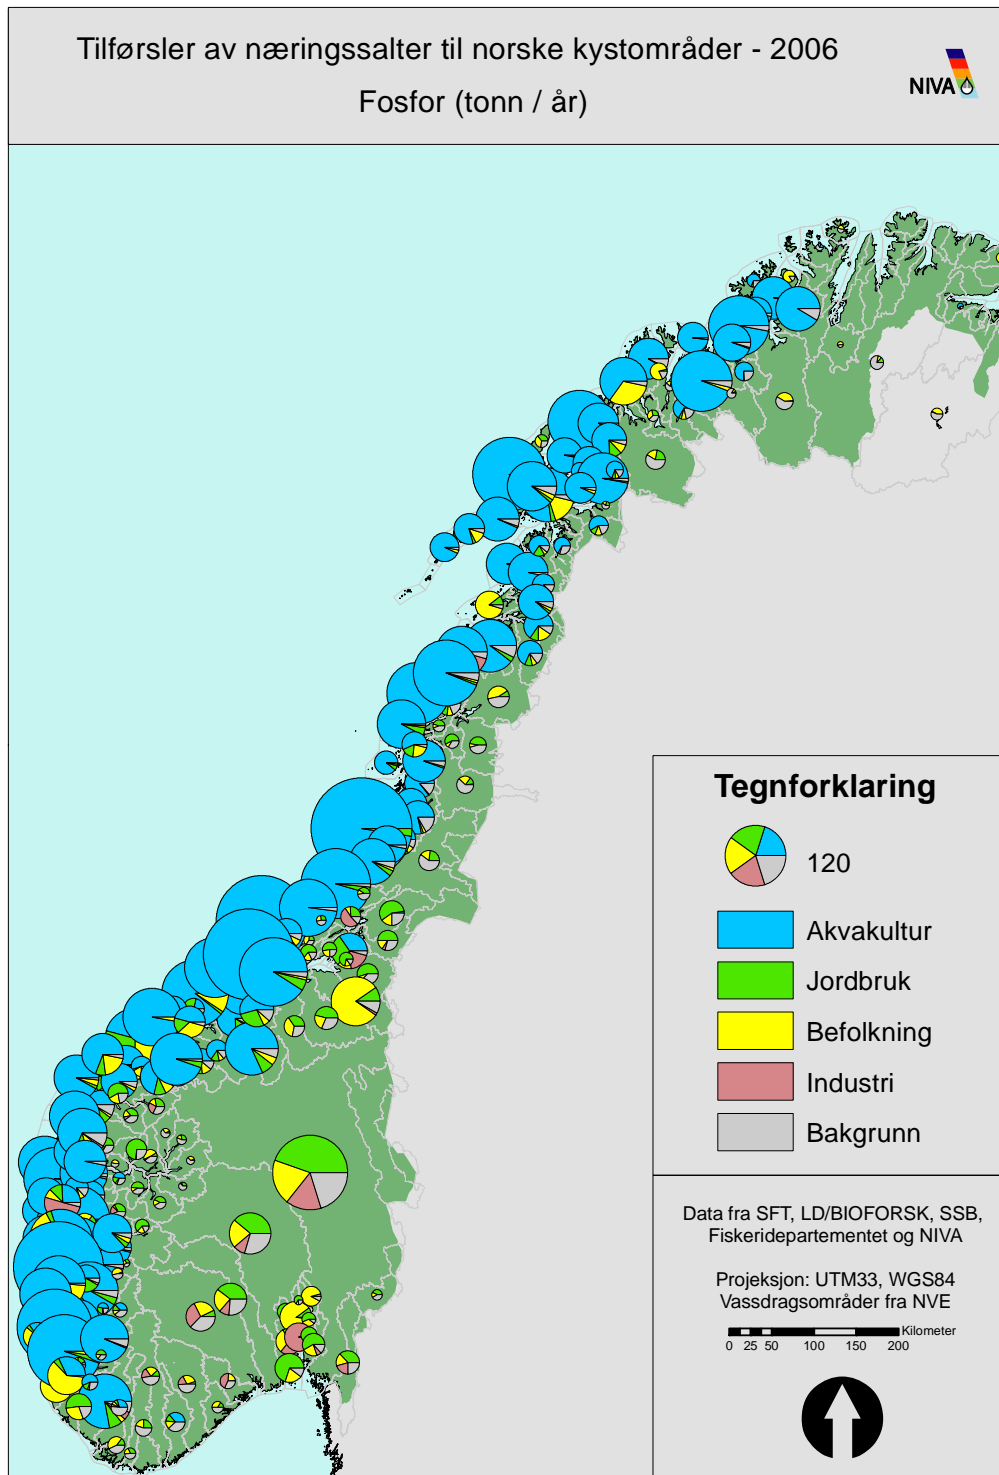 Tilførsler av næringssalter til norske kystområder - 2006
Fosfor (tonn / år)
NIVA
Tegnforklaring
120
Akvakultur
Jordbruk
Befolkning
Industri
Bakgrunn
Data fra SFT, LD/BIOFORSK, SSB,
Fiskeridepartementet og NIVA
Projeksjon: UTM33, WGS84
Vassdragsområder fra NVE
Kilometer
0 25 50 100 150 200